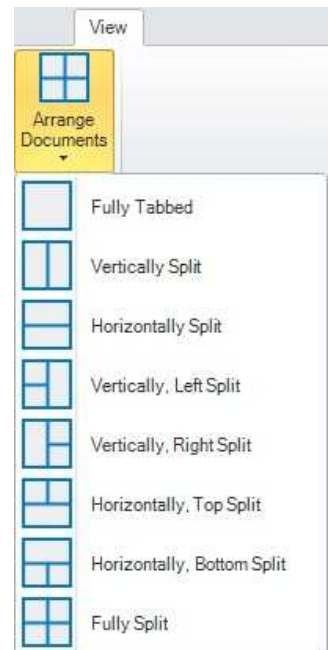 View
Arrange
Documents
Fully Tabbed
Vertically Split
Horizontally Split
Vertically, Left Split
Vertically, Right Split
Horizontally, Top Split
Horizontally, Bottom Split
Fully Split